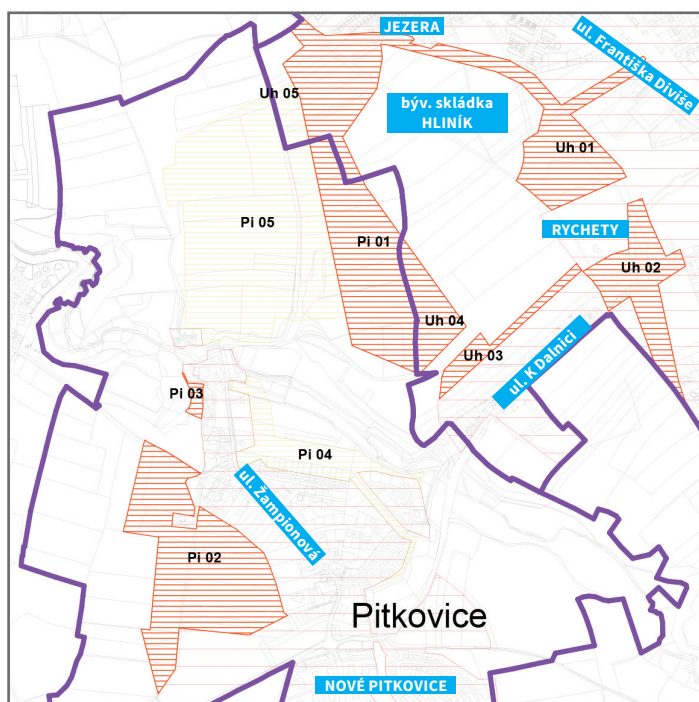 JEZERA
ul. Františka Diviše
Uh 05
býv. skládka
HLINÍK
Uh 01
Pi 05
RYCHETY
Pi 01
Uh 02
Uh 04
Uh 03
ul. K Dalnici
Pi 03
Pi 04
ul. Žampionová
Pi 02
Pitkovice
NOVÉ PITKOVICE